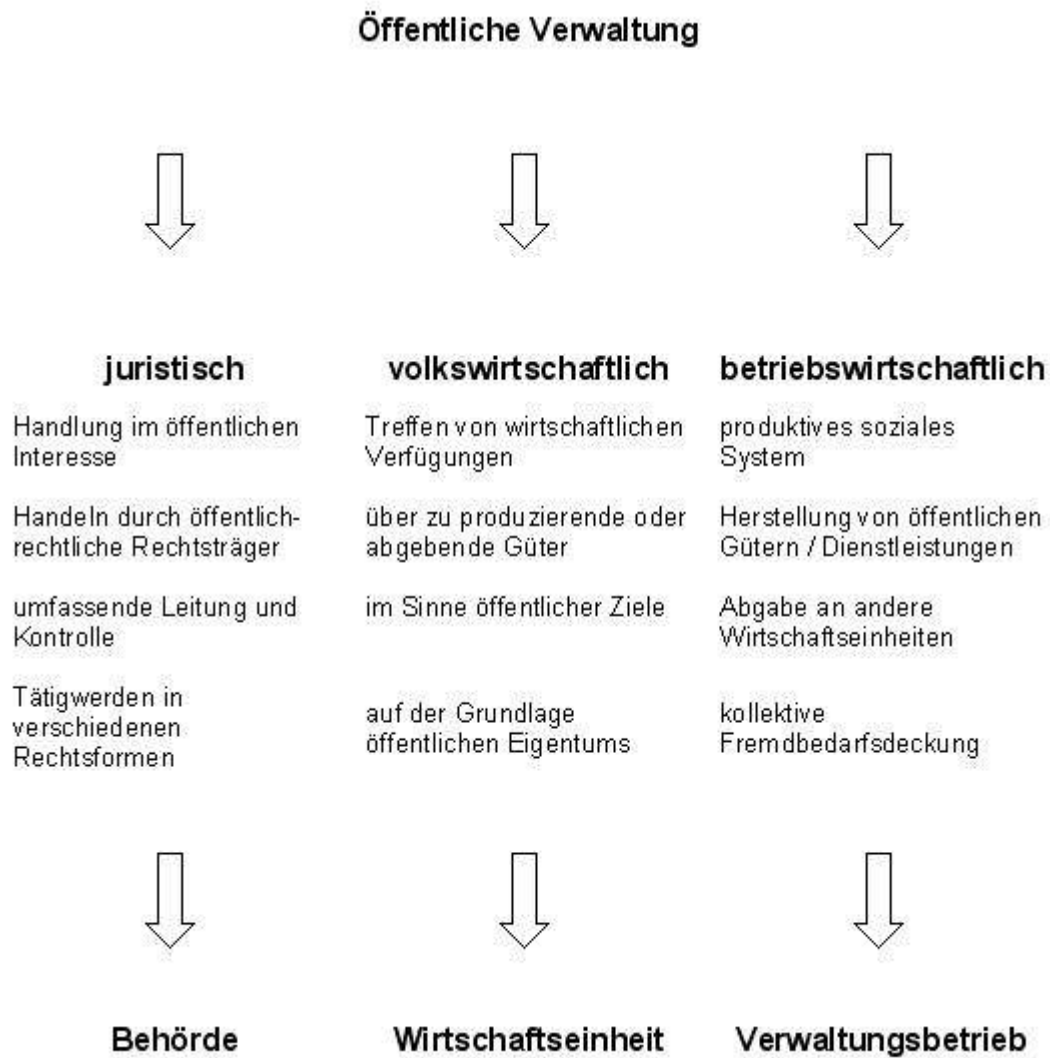 Öffentliche Verwaltung
juristisch
Handlung im öffentlichen
Interesse
Handeln durch öffentlich-
rechtliche Rechtsträger
umfassende Leitung und
Kontrolle
Tätigwerden in
verschiedenen
Rechtsformen
Behörde
volkswirtschaftlich
Treffen von wirtschaftlichen
Verfügungen
über zu produzierende oder
abgebende Güter
im Sinne öffentlicher Ziele
auf der Grundlage
öffentlichen Eigentums
Wirtschaftseinheit
betriebswirtschaftlich
produktives soziales
System
Herstellung von öffentlichen
Gütern / Dienstleistungen
Abgabe an andere
Wirtschaftseinheiten
kollektive
Fremdbedarfsdeckung
Verwaltungsbetrieb